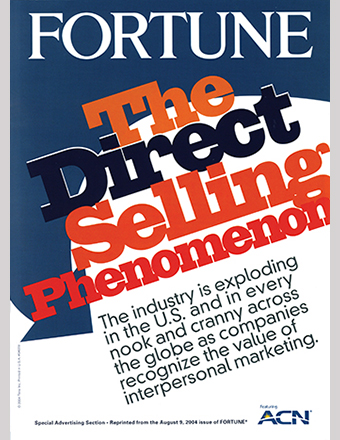 FORTUNE
The
Direct
Selling
Phenomenon
The industry is exploding
in the U.S. and in every
nook and cranny across
the globe as companies
recognize the value of
interpersonal marketing.
Special Advertising Section - Reprinted from the August 9, 2004 issue of FORTUNE®
Featuring
ACN